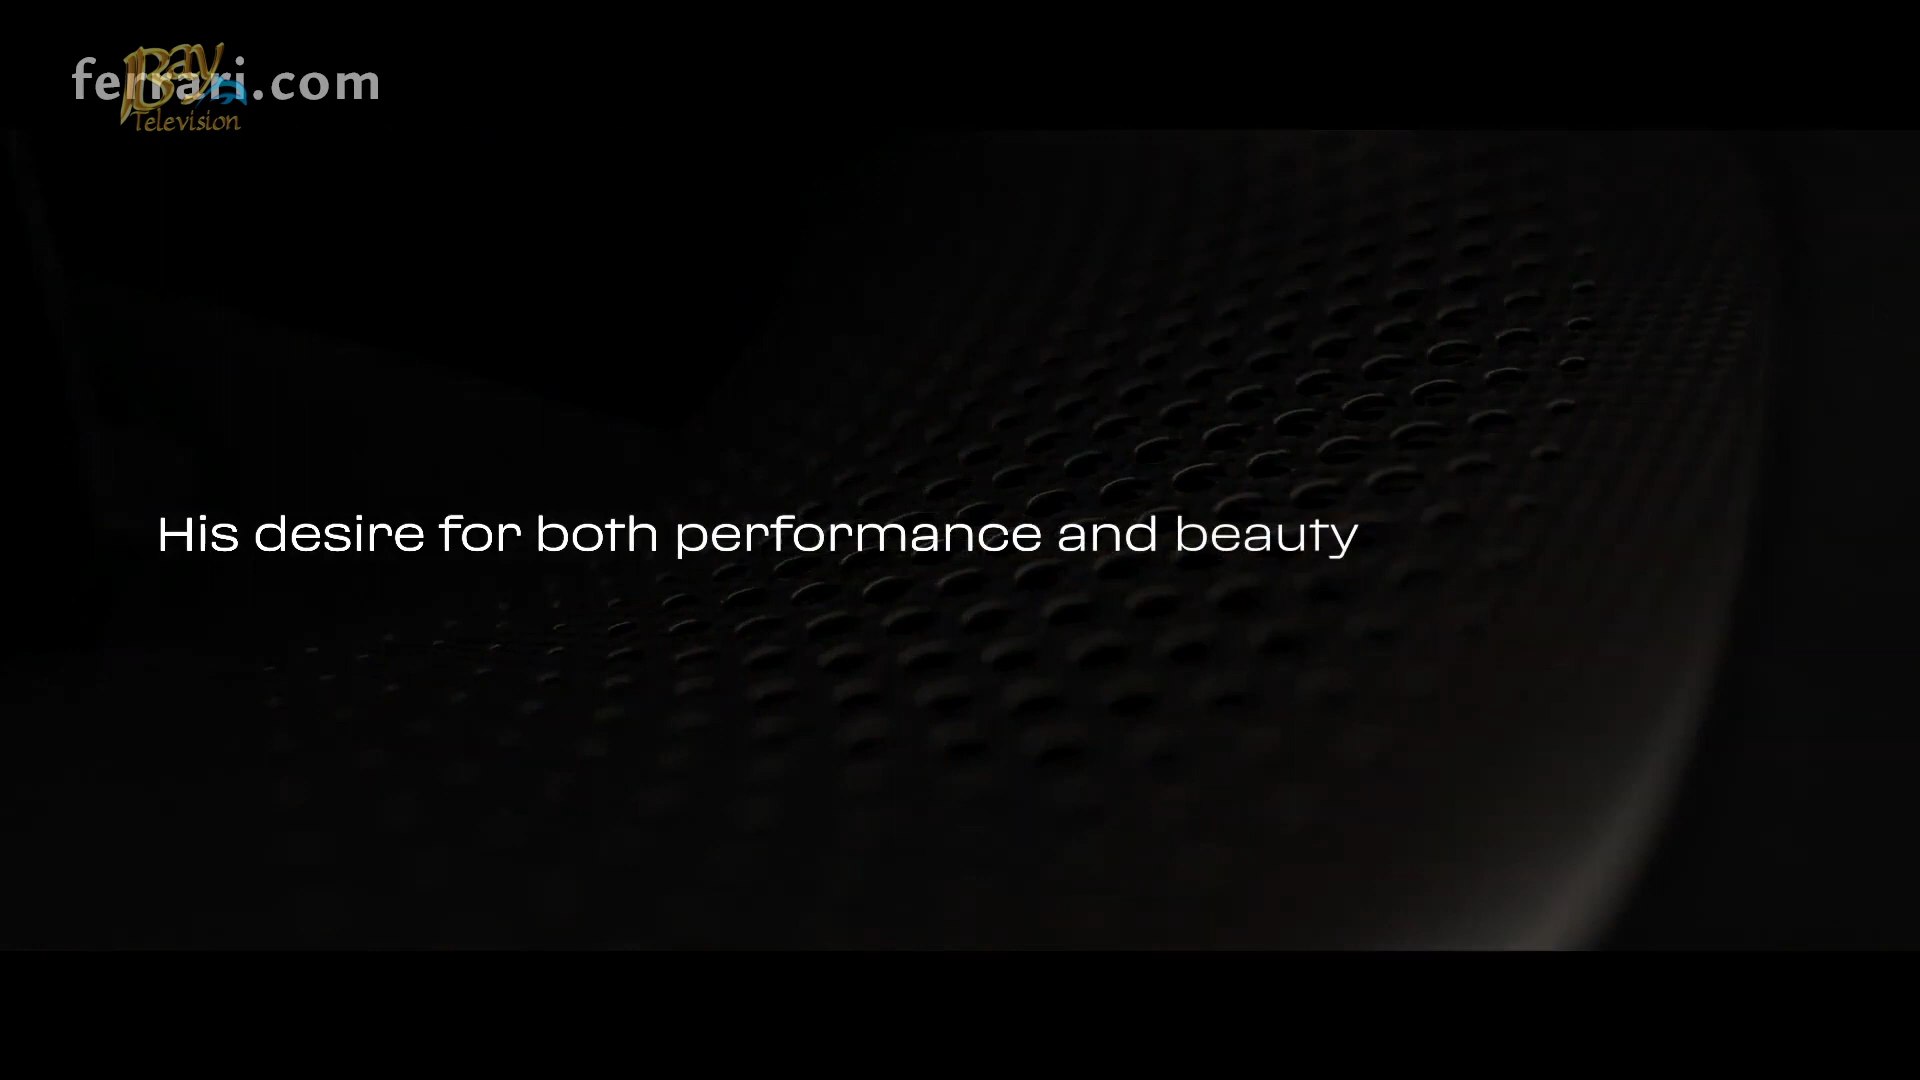 ferrari.com
Bay
Television
His desire for both performance and beauty